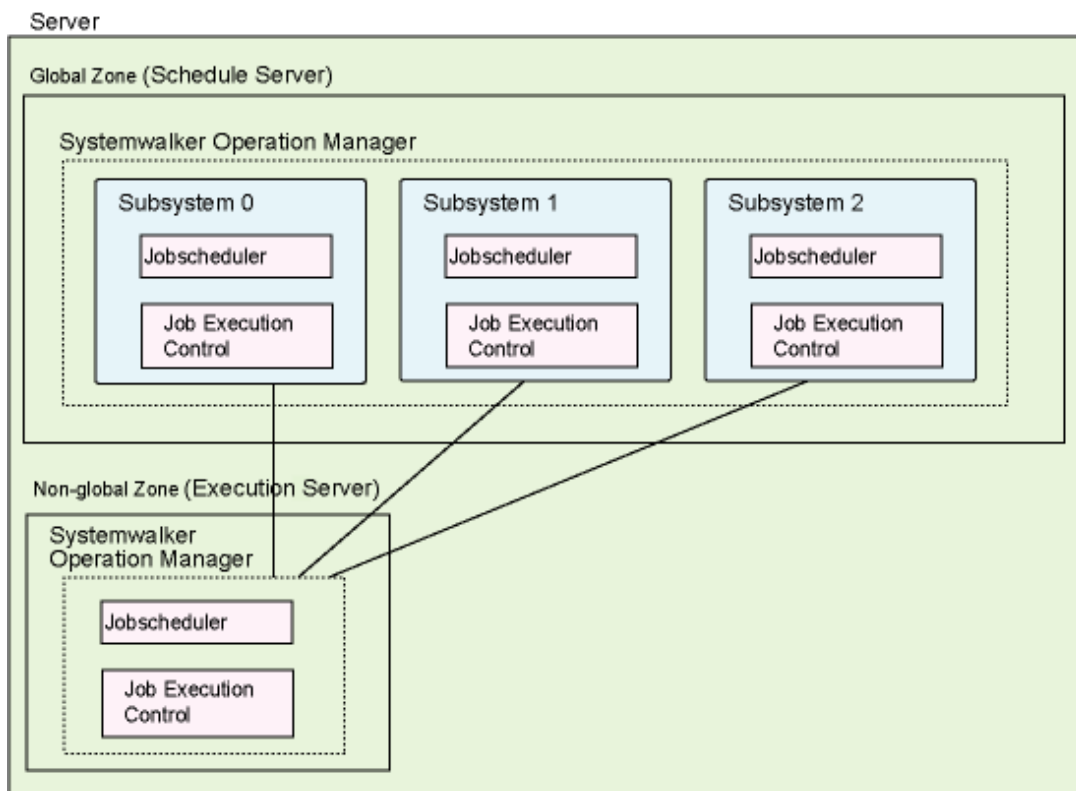 Server
Global Zone (Schedule Server)
Systemwalker Operation Manager
Subsystem 0
Jobscheduler
Job Execution
Control
Subsystem 1
Jobscheduler
Job Execution
Control
Subsystem 2
Jobscheduler
Job Execution
Control
Non-global Zone (Execution Server)
Systemwalker
Operation Manager
Jobscheduler
Job Execution
Control